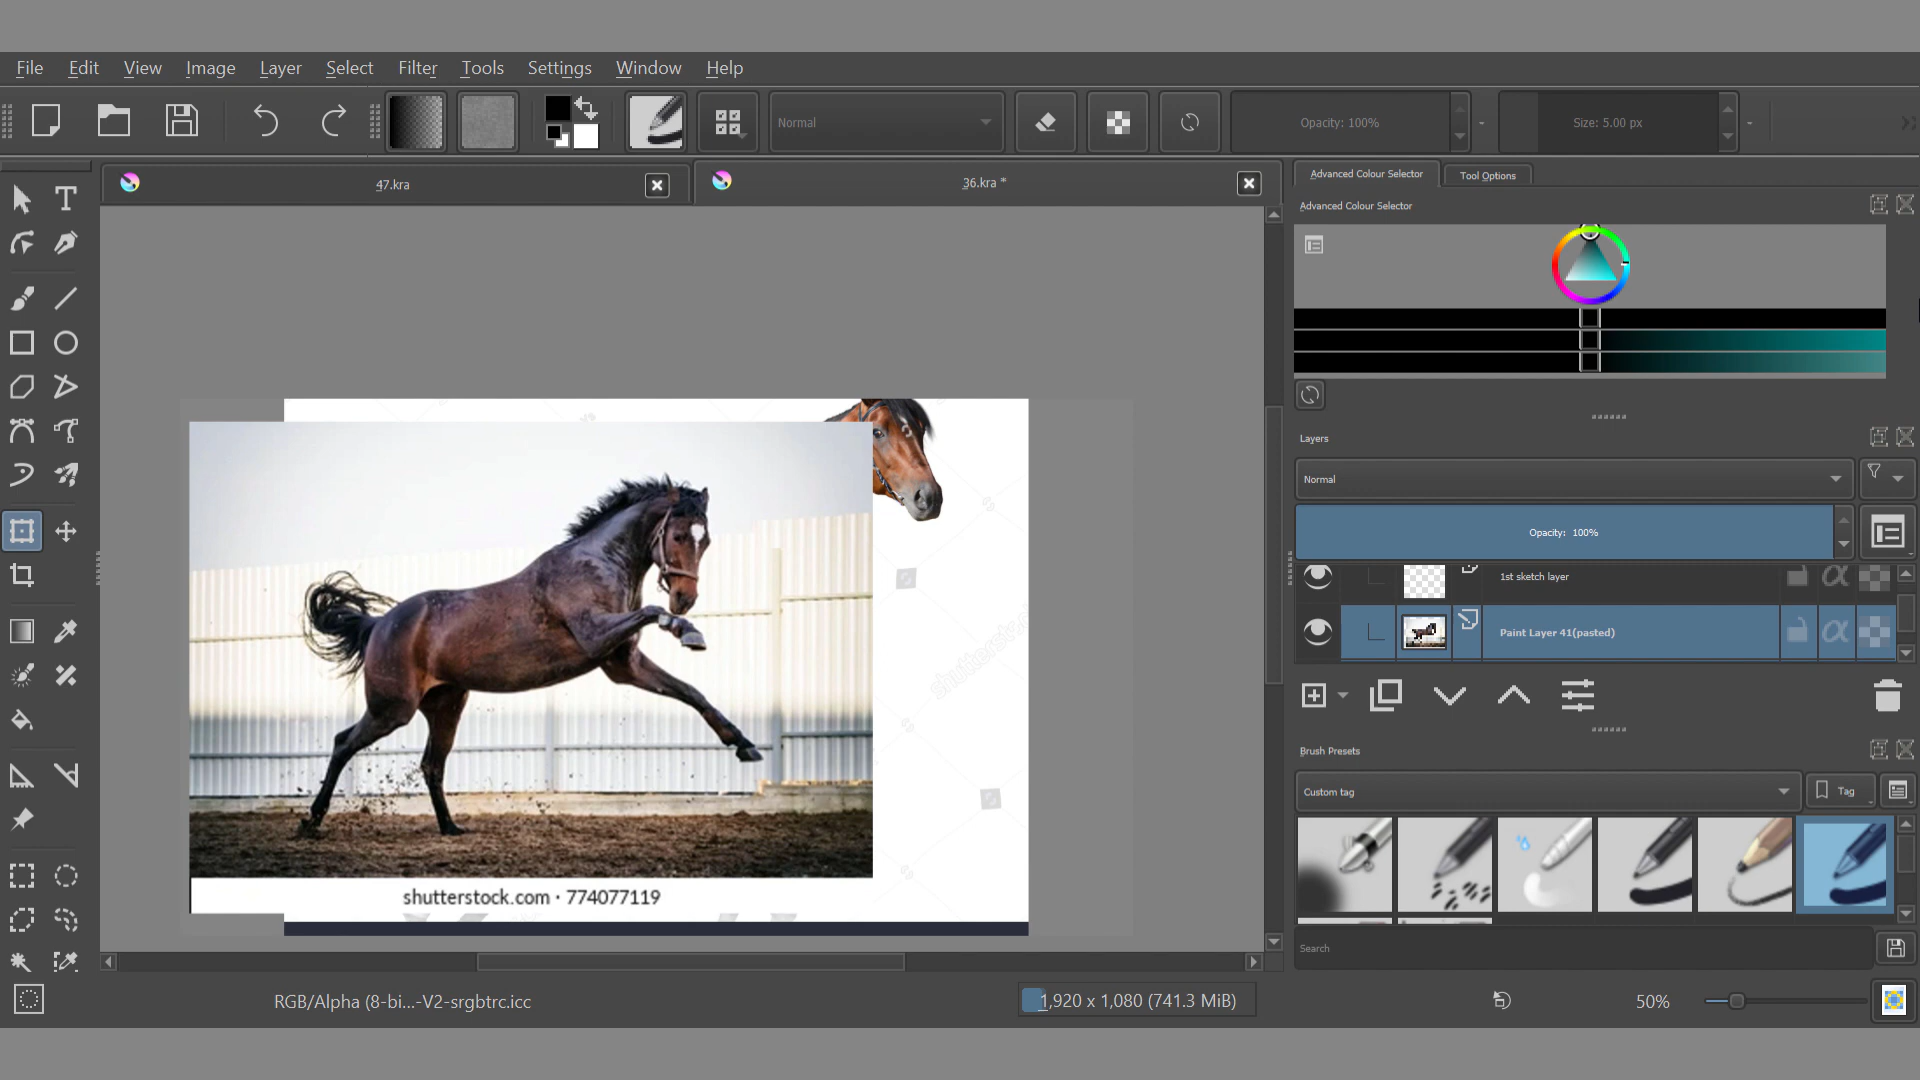 File Edit View Image Layer Select Filter Tools Settings Window Help
Normal
Opacity: 100%
Size: 5.00 px
47.kra
36.kra *
Advanced Colour Selector
Tool Options
Advanced Colour Selector
Layers
Normal
Opacity: 100%
1st sketch layer
Paint Layer 41(pasted)
Brush Presets
Custom tag
Tag
Search
shutterstock
shutterstock.com · 774077119
RGB/Alpha (8-bi...-V2-srgbtrc.icc
1,920 x 1,080 (741.3 MiB)
50%